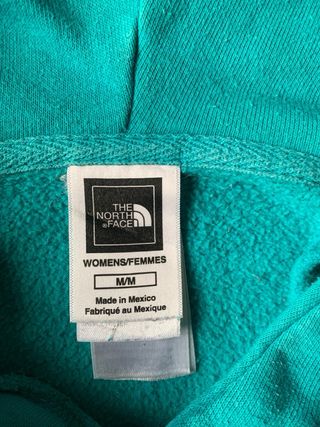 THE
NORTH
®FACE
WOMENS/FEMMES
M/M
Made in Mexico
Fabriqué au Mexique